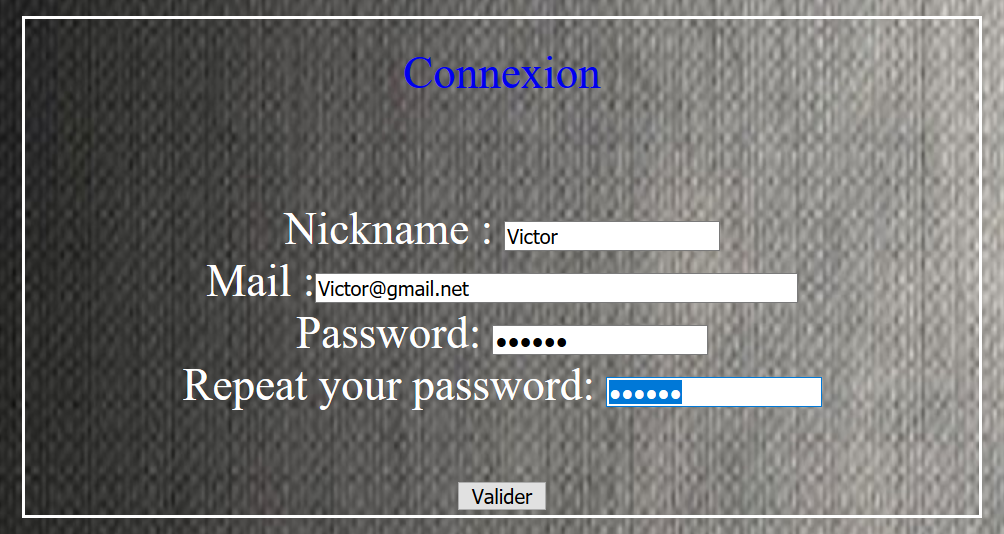 Connexion
Nickname : Victor
Mail :Victor@gmail.net
Password: ••••••
Repeat your password: ••••••
Valider